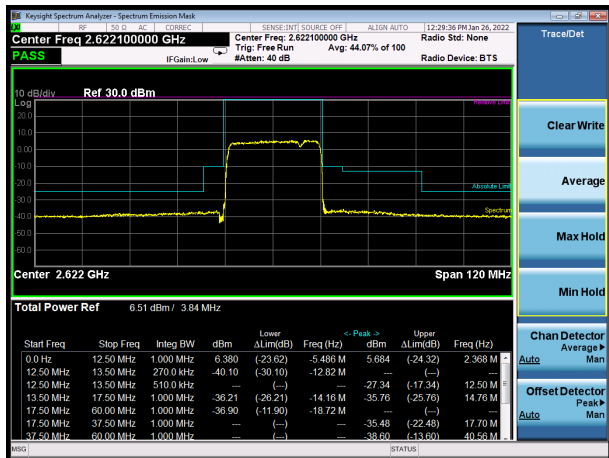 Keysight Spectrum Analyzer - Spectrum Emission Mask
RF 50 Ω AC CORREC SENSE:INT SOURCE OFF ALIGN AUTO 12:29:36 PM Jan 26, 2022
Center Freq 2.622100000 GHz
Center Freq: 2.622100000 GHz
Radio Std: None
PASS
IFGain:Low
Trig: Free Run
Avg: 44.07% of 100
#Atten: 40 dB
Radio Device: BTS
10 dB/div Ref 30.0 dBm
Log
Relative Limit
20.0
10.0
0.00
-10.0
-20.0
Absolute Limit
-30.0
Spectrum
-40.0
-50.0
-60.0
Center 2.622 GHz Span 120 MHz
Total Power Ref 6.51 dBm / 3.84 MHz
Lower <- Peak -> Upper
Start Freq Stop Freq Integ BW dBm ΔLim(dB) Freq (Hz) dBm ΔLim(dB) Freq (Hz)
0.0 Hz 12.50 MHz 1.000 MHz 6.380 (-23.62) -5.486 M 5.684 (-24.32) 2.368 M
12.50 MHz 13.50 MHz 270.0 kHz -40.10 (-30.10) -12.82 M --- (---)
12.50 MHz 13.50 MHz 510.0 kHz --- (---) -27.34 (-17.34) 12.50 M
13.50 MHz 17.50 MHz 1.000 MHz -36.21 (-26.21) -14.16 M -35.76 (-25.76) 14.76 M
17.50 MHz 60.00 MHz 1.000 MHz -36.90 (-11.90) -18.72 M --- (---)
17.50 MHz 37.50 MHz 1.000 MHz --- (---) -35.48 (-22.48) 17.70 M
37.50 MHz 60.00 MHz 1.000 MHz --- (---) -38.60 (-13.60) 40.56 M
MSG STATUS
Trace/Det
Clear Write
Average
Max Hold
Min Hold
Chan Detector
Average
Auto Man
Offset Detector
Peak
Auto Man